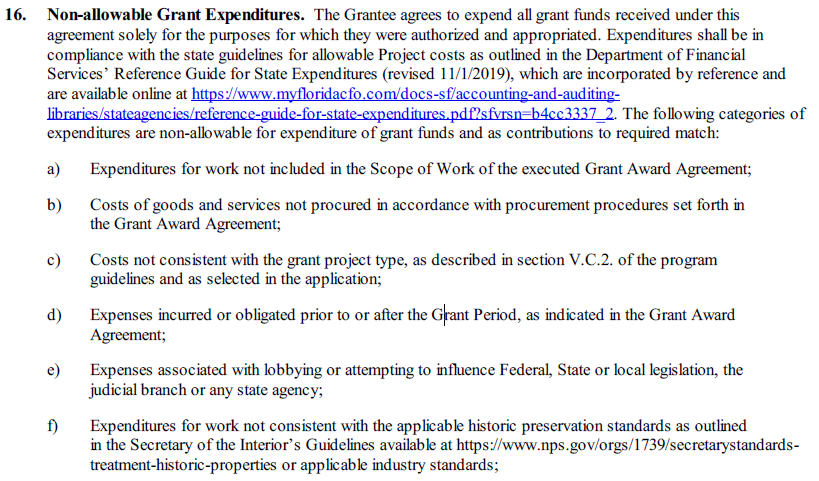 16. Non-allowable Grant Expenditures. The Grantee agrees to expend all grant funds received under this
agreement solely for the purposes for which they were authorized and appropriated. Expenditures shall be in
compliance with the state guidelines for allowable Project costs as outlined in the Department of Financial
Services’ Reference Guide for State Expenditures (revised 11/1/2019), which are incorporated by reference and
are available online at https://www.myfloridacfo.com/docs-sf/accounting-and-auditing-
libraries/stateagencies/reference-guide-for-state-expenditures.pdf?sfvrsn=b4cc3337_2. The following categories of
expenditures are non-allowable for expenditure of grant funds and as contributions to required match:
a) Expenditures for work not included in the Scope of Work of the executed Grant Award Agreement;
b) Costs of goods and services not procured in accordance with procurement procedures set forth in
the Grant Award Agreement;
c) Costs not consistent with the grant project type, as described in section V.C.2. of the program
guidelines and as selected in the application;
d) Expenses incurred or obligated prior to or after the Grant Period, as indicated in the Grant Award
Agreement;
e) Expenses associated with lobbying or attempting to influence Federal, State or local legislation, the
judicial branch or any state agency;
f) Expenditures for work not consistent with the applicable historic preservation standards as outlined
in the Secretary of the Interior’s Guidelines available at https://www.nps.gov/orgs/1739/secretarystandards-
treatment-historic-properties or applicable industry standards;